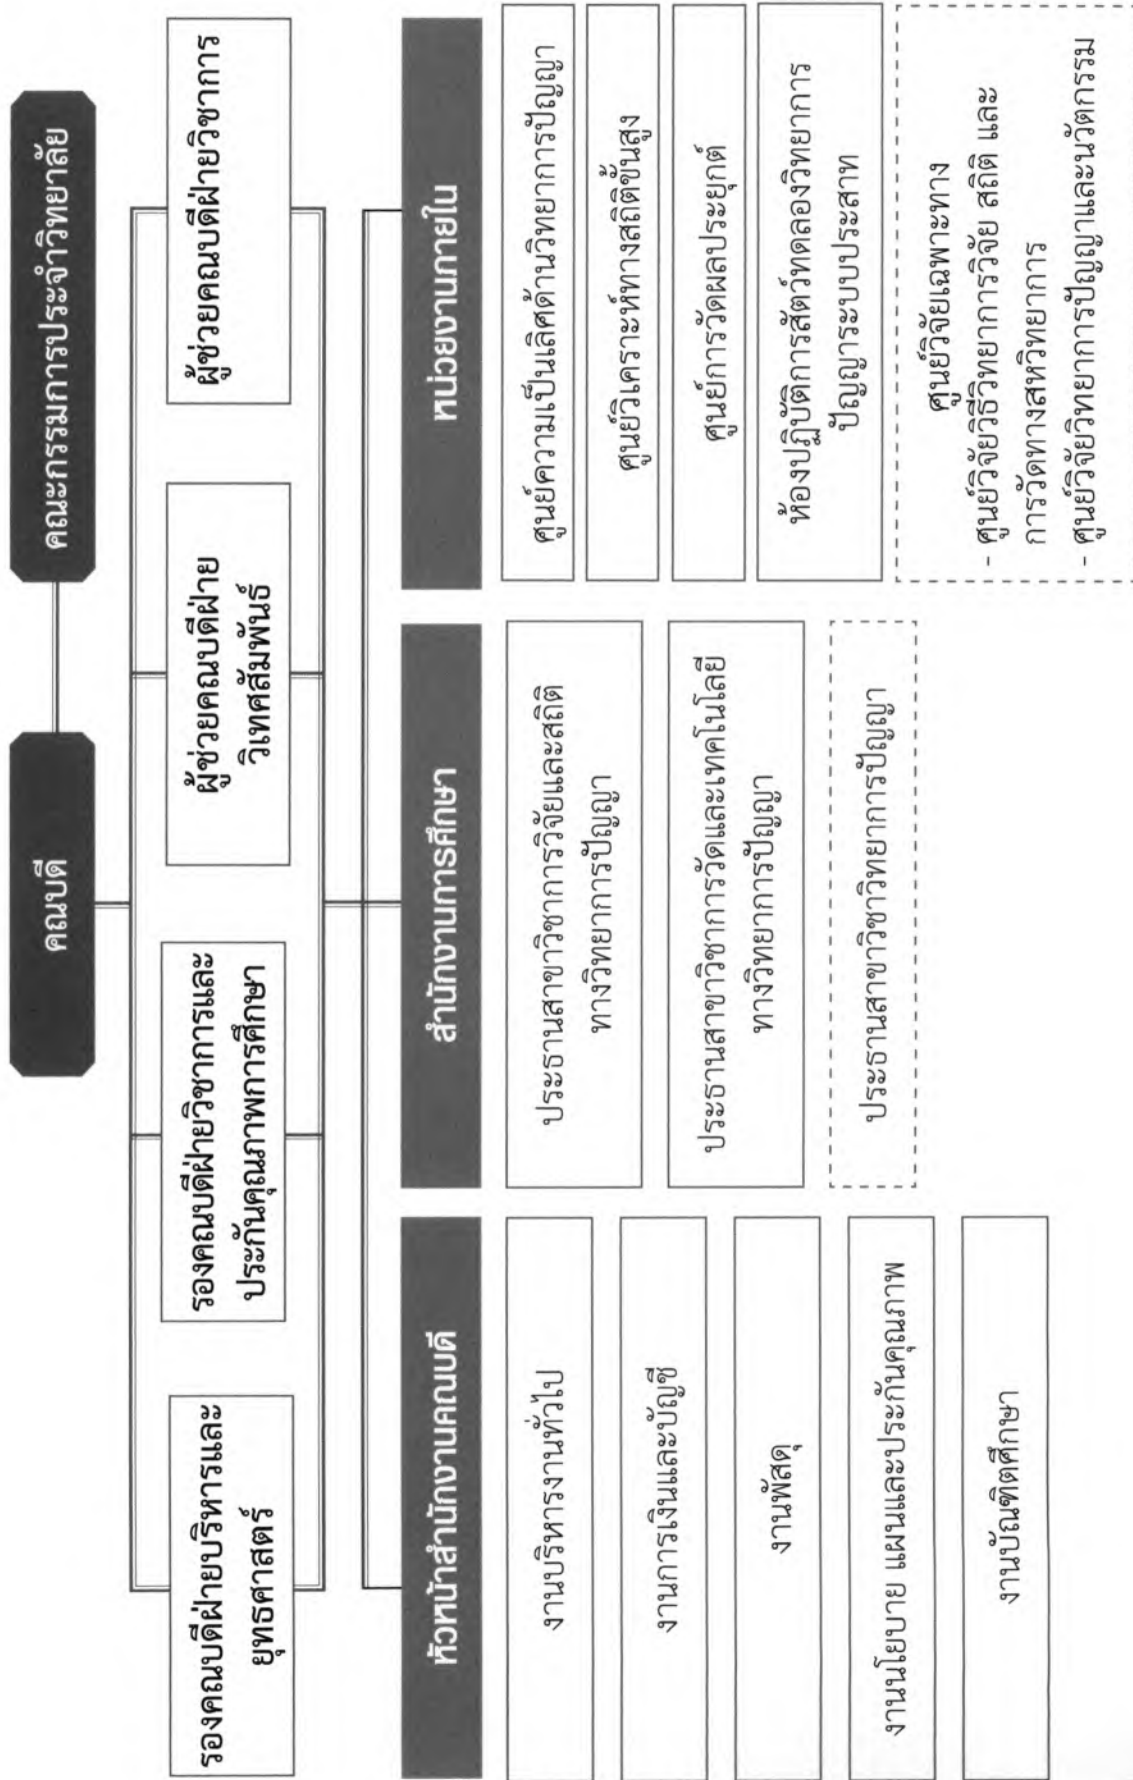 คณบดี
คณะกรรมการประจำวิทยาลัย
รองคณบดีฝ่ายบริหารและ
ยุทธศาสตร์
รองคณบดีฝ่ายวิชาการและ
ประกันคุณภาพการศึกษา
ผู้ช่วยคณบดีฝ่าย
วิเทศสัมพันธ์
ผู้ช่วยคณบดีฝ่ายวิชาการ
หัวหน้าสำนักงานคณบดี
งานบริหารงานทั่วไป
งานการเงินและบัญชี
งานพัสดุ
งานนโยบาย แผนและประกันคุณภาพ
งานบัณฑิตศึกษา
สำนักงานการศึกษา
ประธานสาขาวิชาการวิจัยและสถิติ
ทางวิทยาการปัญญา
ประธานสาขาวิชาการวัดและเทคโนโลยี
ทางวิทยาการปัญญา
ประธานสาขาวิชาวิทยาการปัญญา
หน่วยงานภายใน
ศูนย์ความเป็นเลิศด้านวิทยาการปัญญา
ศูนย์วิเคราะห์ทางสถิติขั้นสูง
ศูนย์การวัดผลประยุกต์
ห้องปฏิบัติการสัตว์ทดลองวิทยาการ
ปัญญาระบบประสาท
ศูนย์วิจัยเฉพาะทาง
- ศูนย์วิจัยวิธีวิทยาการวิจัย สถิติ และ
การวัดทางสหวิทยาการ
- ศูนย์วิจัยวิทยาการปัญญาและนวัตกรรม